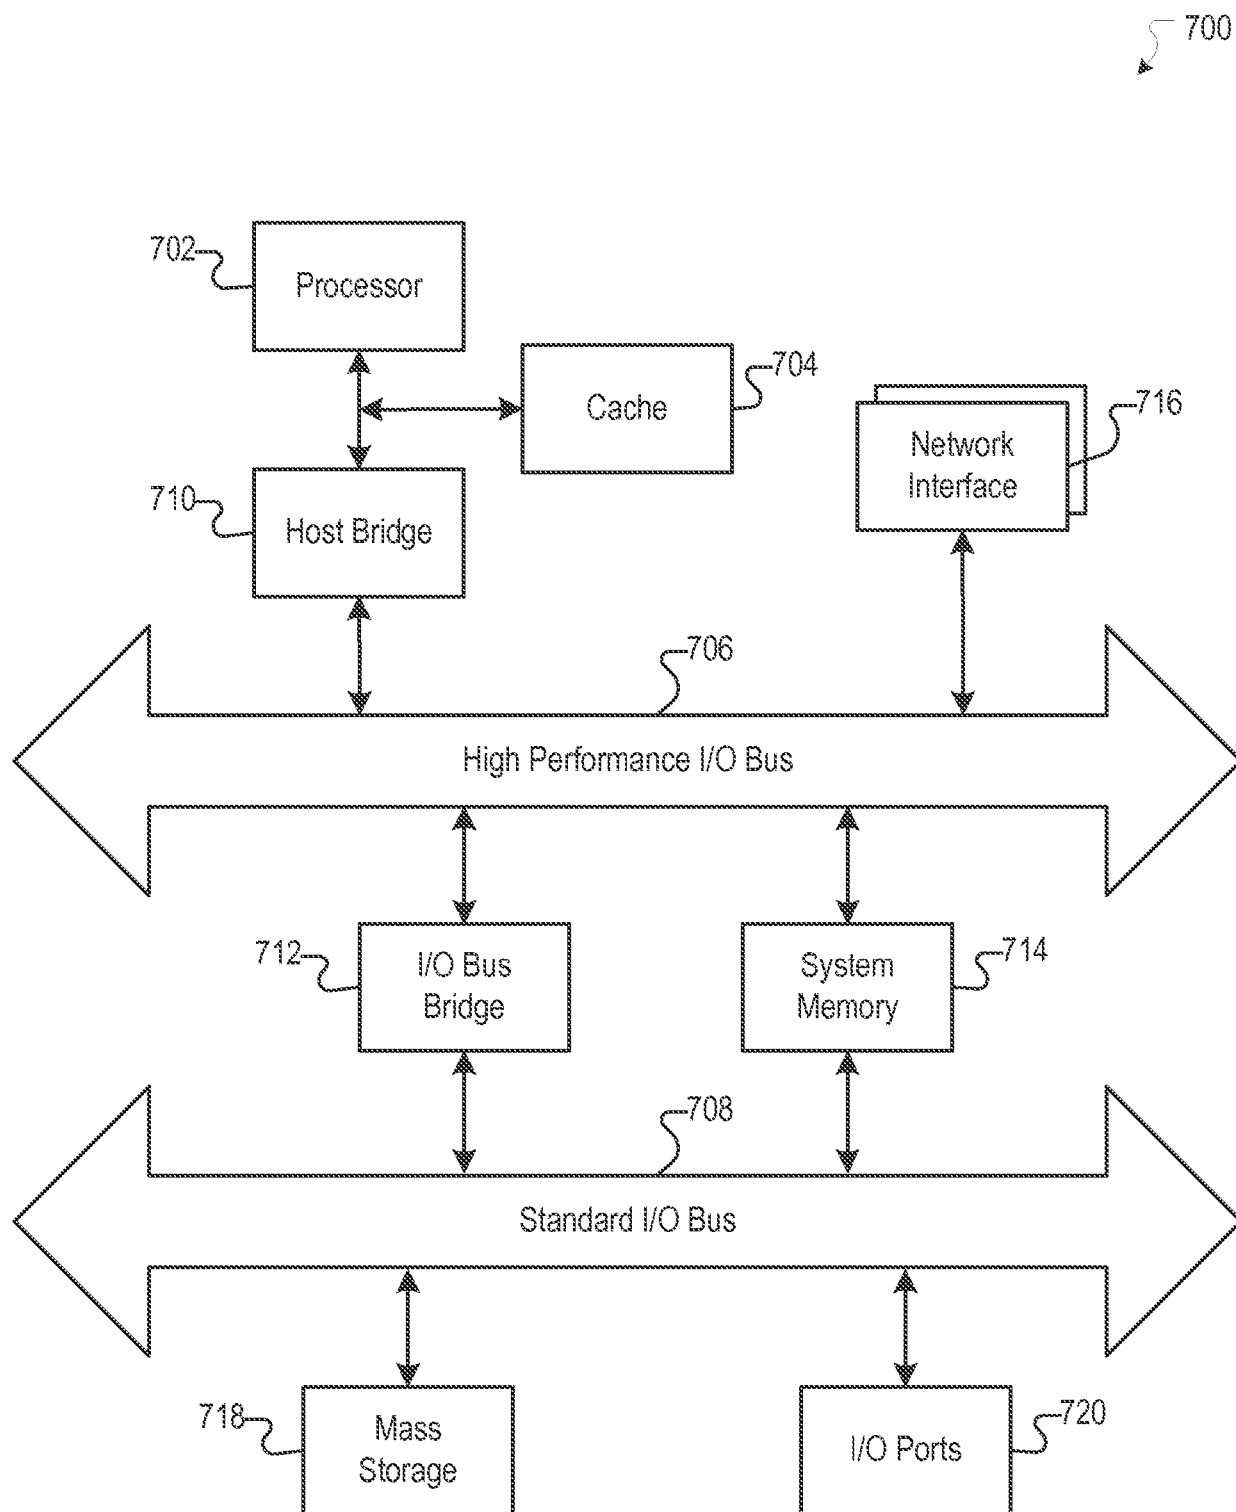 700
702
Processor
704
Cache
716
Network
Interface
710
Host Bridge
706
High Performance I/O Bus
712
I/O Bus
Bridge
System
Memory
714
708
Standard I/O Bus
718
Mass
Storage
I/O Ports
720